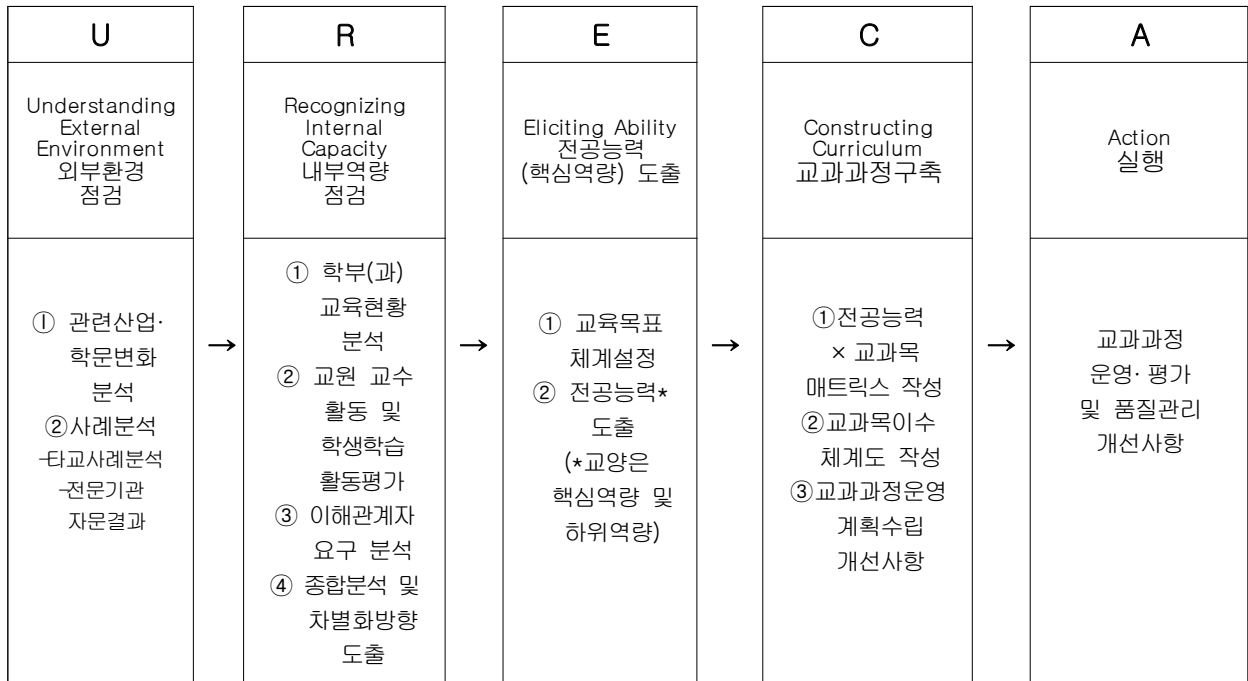 U
Understanding
External
Environment
외부환경
점검
① 관련산업·
학문변화
분석
②사례분석
-타교사례분석
-전문기관
자문결과
→
R
Recognizing
Internal
Capacity
내부역량
점검
① 학부(과)
교육현황
분석
② 교원 교수
활동 및
학생학습
활동평가
③ 이해관계자
요구 분석
④ 종합분석 및
차별화방향
도출
→
E
Eliciting Ability
전공능력
(핵심역량) 도출
① 교육목표
체계설정
② 전공능력*
도출
(*교양은
핵심역량 및
하위역량)
→
C
Constructing
Curriculum
교과과정구축
①전공능력
× 교과목
매트릭스 작성
②교과목이수
체계도 작성
③교과과정운영
계획수립
개선사항
→
A
Action
실행
교과과정
운영·평가
및 품질관리
개선사항